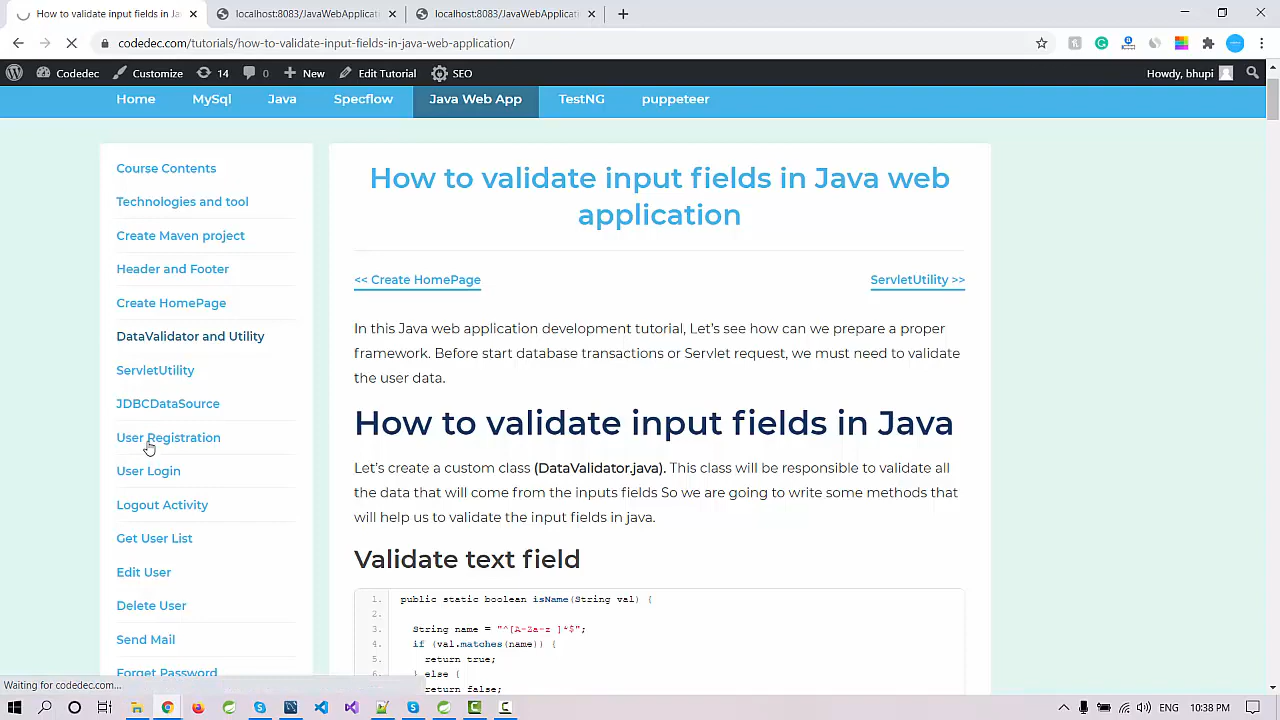 How to validate input fields in J
localhost:8083/JavaWebApplicat
localhost:8083/JavaWebApplicati
codedec.com/tutorials/how-to-validate-input-fields-in-java-web-application/
Codedec Customize 14 0 New Edit Tutorial SEO Howdy, bhupi
Home MySql Java Specflow Java Web App TestNG puppeteer
Course Contents
Technologies and tool
Create Maven project
Header and Footer
Create HomePage
DataValidator and Utility
ServletUtility
JDBCDataSource
User Registration
User Login
Logout Activity
Get User List
Edit User
Delete User
Send Mail
Forget Password
How to validate input fields in Java web
application
<< Create HomePage ServletUtility >>
In this Java web application development tutorial, Let's see how can we prepare a proper
framework. Before start database transactions or Servlet request, we must need to validate
the user data.
How to validate input fields in Java
Let's create a custom class (DataValidator.java). This class will be responsible to validate all
the data that will come from the inputs fields So we are going to write some methods that
will help us to validate the input fields in java.
Validate text field
1. public static boolean isName(String val) {
2.
3. String name = "^[A-Za-z ]*$";
4. if (val.matches(name)) {
5. return true;
6. } else {
return false;
Waiting for codedec.com...
ENG 10:38 PM